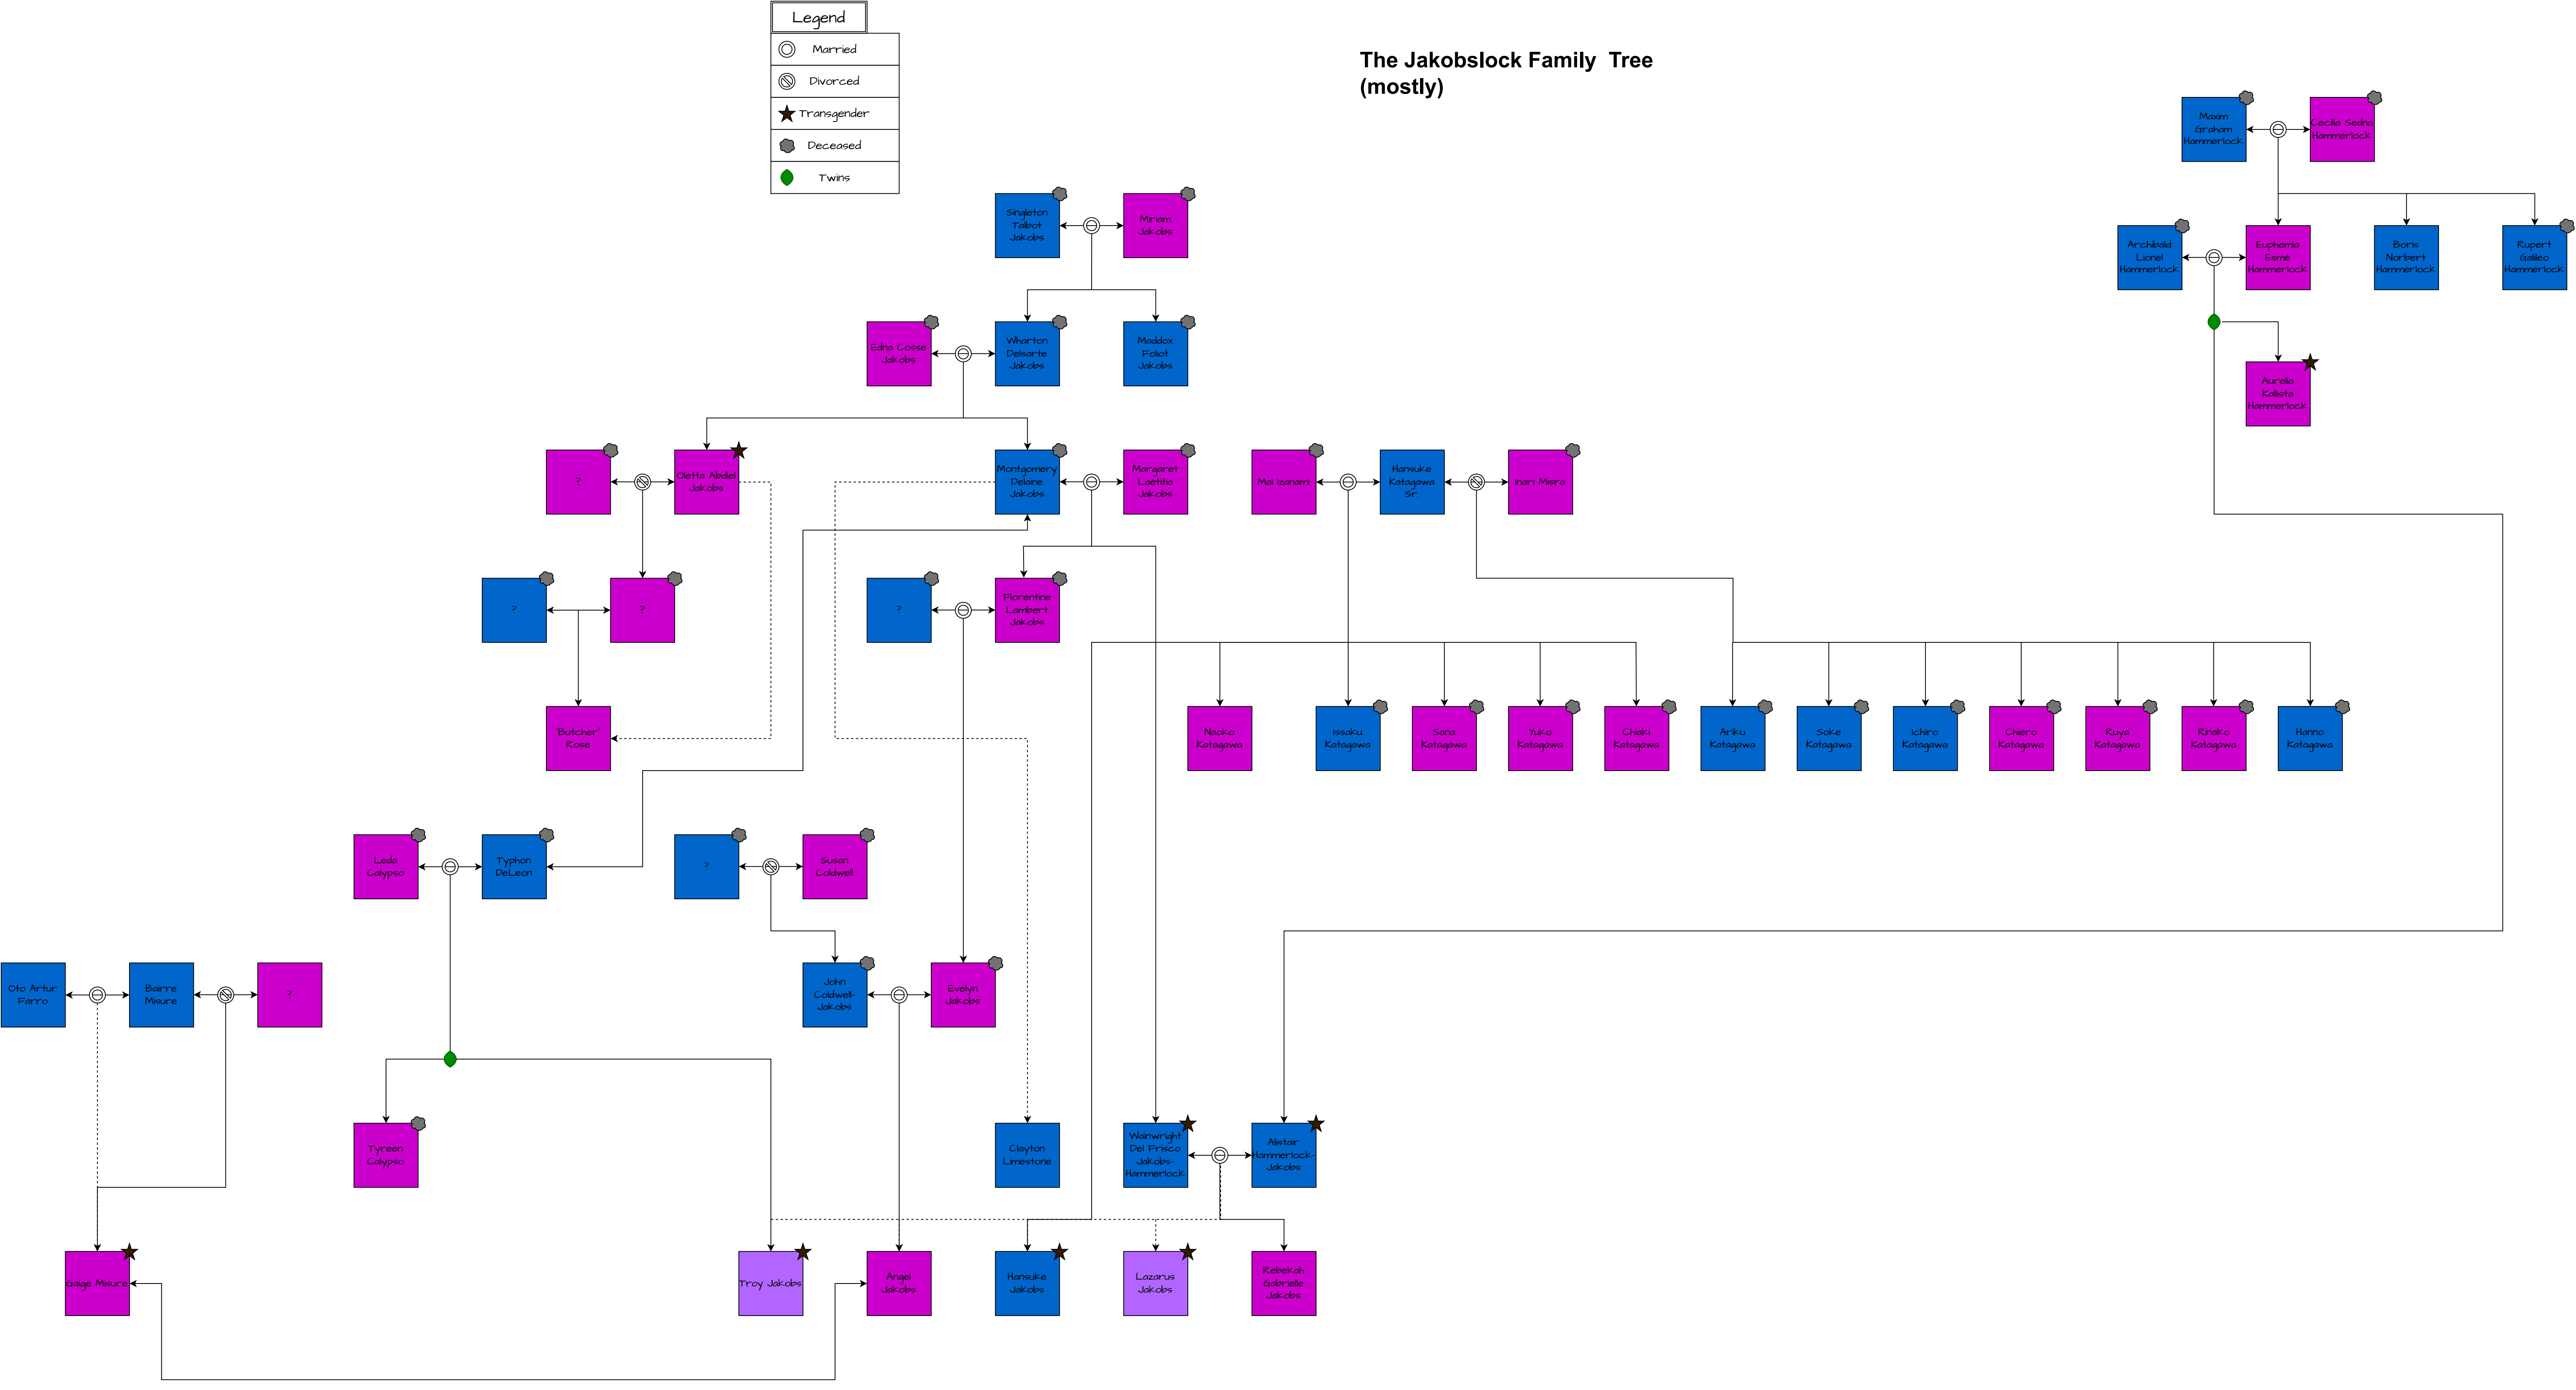 Legend
Married
Divorced
Transgender
Deceased
Twins
The Jakobslock Family  Tree
(mostly)
Maxim
Graham
Hammerlock
Cecilia Sedna
Hammerlock
Singleton
Talbot
Jakobs
Miriam
Jakobs
Archibald
Lionel
Hammerlock
Euphemia
Esmé
Hammerlock
Boris
Norbert
Hammerlock
Rupert
Galileo
Hammerlock
Edna Cosse
Jakobs
Wharton
Delsarte
Jakobs
Maddox
Foliot
Jakobs
Aurelia
Kallista
Hammerlock
?
Oletta Abdiel
Jakobs
Montgomery
Delaine
Jakobs
Margaret
Laetitia
Jakobs
Mai Izanami
Hansuke
Katagawa
Sr.
Inari Misra
?
?
?
Florentine
Lambert
Jakobs
"Butcher"
Rose
Naoko
Katagawa
Issaku
Katagawa
Sana
Katagawa
Yuko
Katagawa
Chiaki
Katagawa
Ariku
Katagawa
Soke
Katagawa
Ichiro
Katagawa
Chiero
Katagawa
Ruya
Katagawa
Rinako
Katagawa
Hanno
Katagawa
Leda
Calypso
Typhon
DeLeon
?
Susan
Coldwell
Oto Artur
Farro
Bairre
Misure
?
John
Coldwell-
Jakobs
Evelyn
Jakobs
Tyreen
Calypso
Clayton
Limestone
Wainwright
Del Frisco
Jakobs-
Hammerlock
Alistair
Hammerlock-
Jakobs
Gaige Misure
Troy Jakobs
Angel
Jakobs
Hansuke
Jakobs
Lazarus
Jakobs
Rebekah
Gabrielle
Jakobs